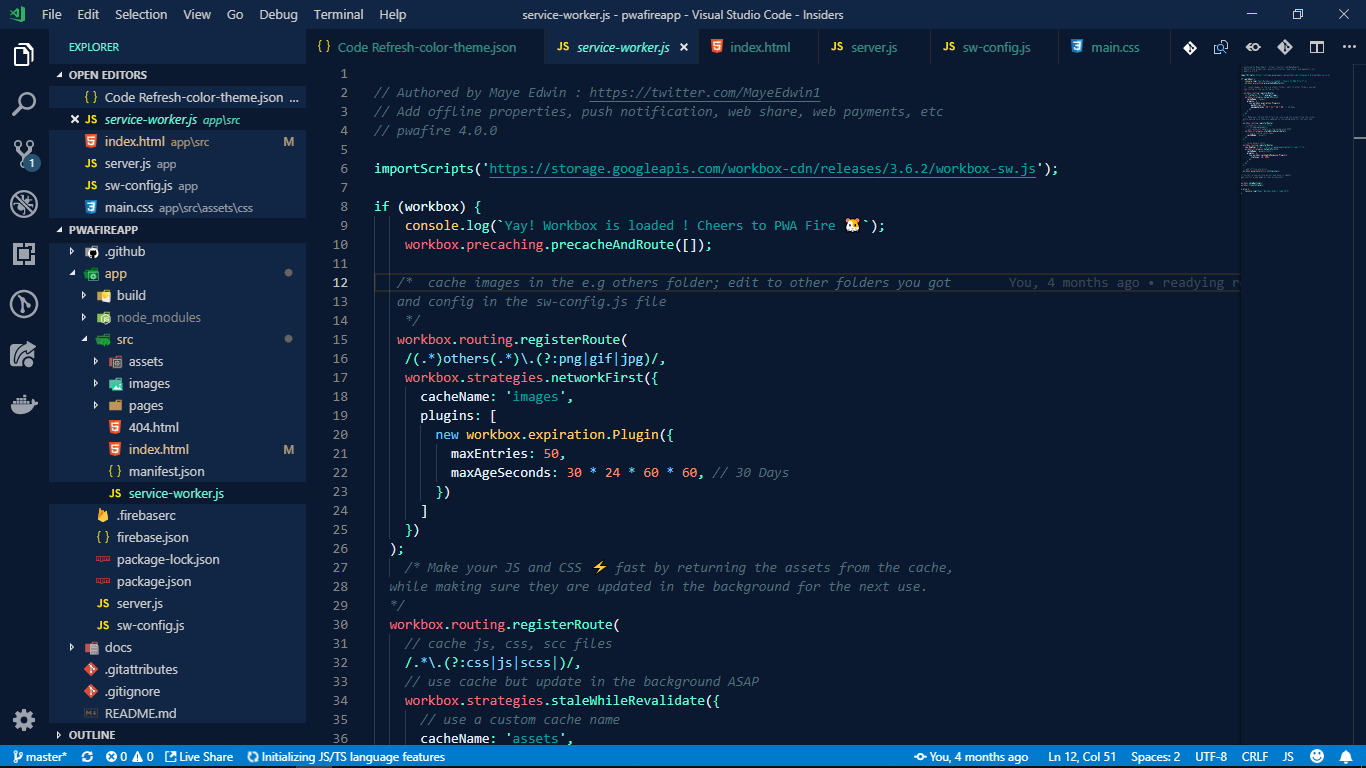 File Edit Selection View Go Debug Terminal Help
service-worker.js - pwafireapp - Visual Studio Code - Insiders
EXPLORER
OPEN EDITORS
{ } Code Refresh-color-theme.json ...
JS service-worker.js app\src
index.html app\src M
JS server.js app
JS sw-config.js app
main.css app\src\assets\css
PWAFIREAPP
.github
app
build
node_modules
src
assets
images
pages
404.html
index.html M
{ } manifest.json
JS service-worker.js
.firebaserc
{ } firebase.json
package-lock.json
package.json
JS server.js
JS sw-config.js
docs
.gitattributes
.gitignore
README.md
OUTLINE
1
{ } Code Refresh-color-theme.json
JS service-worker.js
index.html
JS server.js
JS sw-config.js
main.css
1
2 // Authored by Maye Edwin : https://twitter.com/MayeEdwin1
3 // Add offline properties, push notification, web share, web payments, etc
4 // pwafire 4.0.0
5
6 importScripts('https://storage.googleapis.com/workbox-cdn/releases/3.6.2/workbox-sw.js');
7
8 if (workbox) {
9 console.log(`Yay! Workbox is loaded ! Cheers to PWA Fire 🐹`);
10 workbox.precaching.precacheAndRoute([]);
11
12 /* cache images in the e.g others folder; edit to other folders you got You, 4 months ago • readying r
13 and config in the sw-config.js file
14 */
15 workbox.routing.registerRoute(
16 /(.*)others(.*)\.(?:png|gif|jpg)/,
17 workbox.strategies.networkFirst({
18 cacheName: 'images',
19 plugins: [
20 new workbox.expiration.Plugin({
21 maxEntries: 50,
22 maxAgeSeconds: 30 * 24 * 60 * 60, // 30 Days
23 })
24 ]
25 })
26 );
27 /* Make your JS and CSS ⚡ fast by returning the assets from the cache,
28 while making sure they are updated in the background for the next use.
29 */
30 workbox.routing.registerRoute(
31 // cache js, css, scc files
32 /.*\.(?:css|js|scss|)/,
33 // use cache but update in the background ASAP
34 workbox.strategies.staleWhileRevalidate({
35 // use a custom cache name
36 cacheName: 'assets',
master* 0 0 Live Share Initializing JS/TS language features You, 4 months ago Ln 12, Col 51 Spaces: 2 UTF-8 CRLF JS